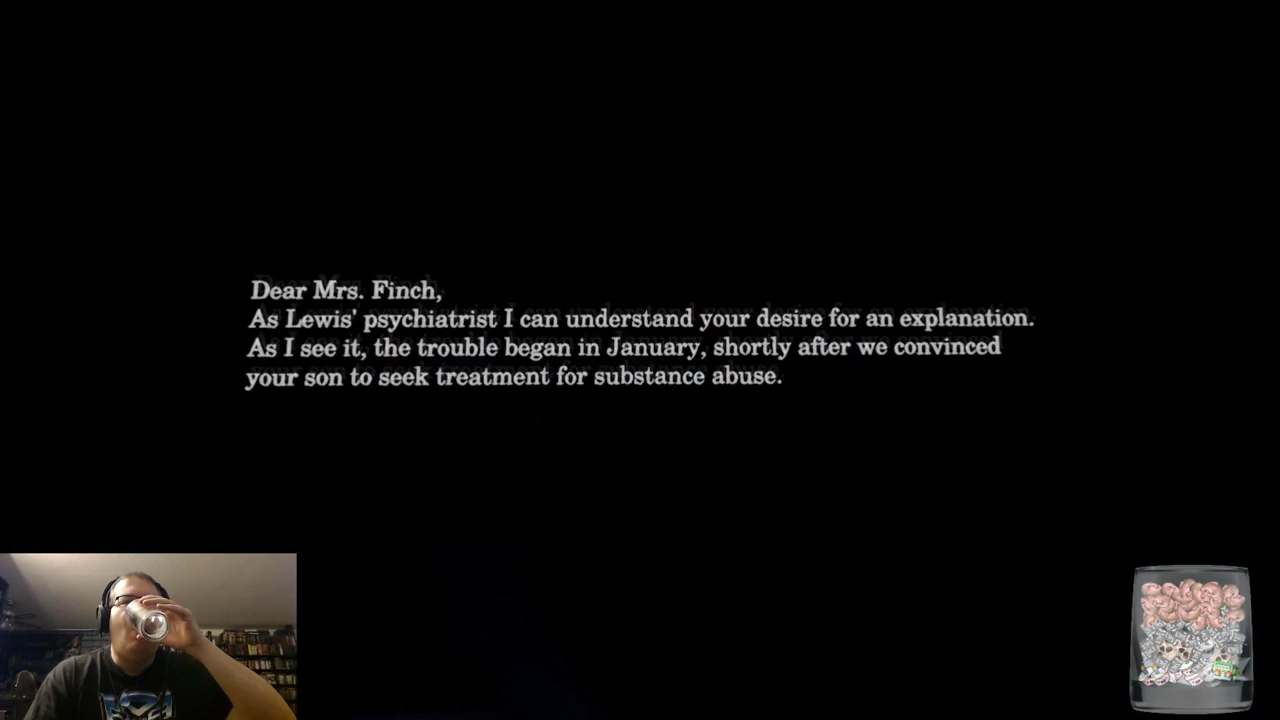 Dear Mrs. Finch,
As Lewis' psychiatrist I can understand your desire for an explanation.
As I see it, the trouble began in January, shortly after we convinced
your son to seek treatment for substance abuse.